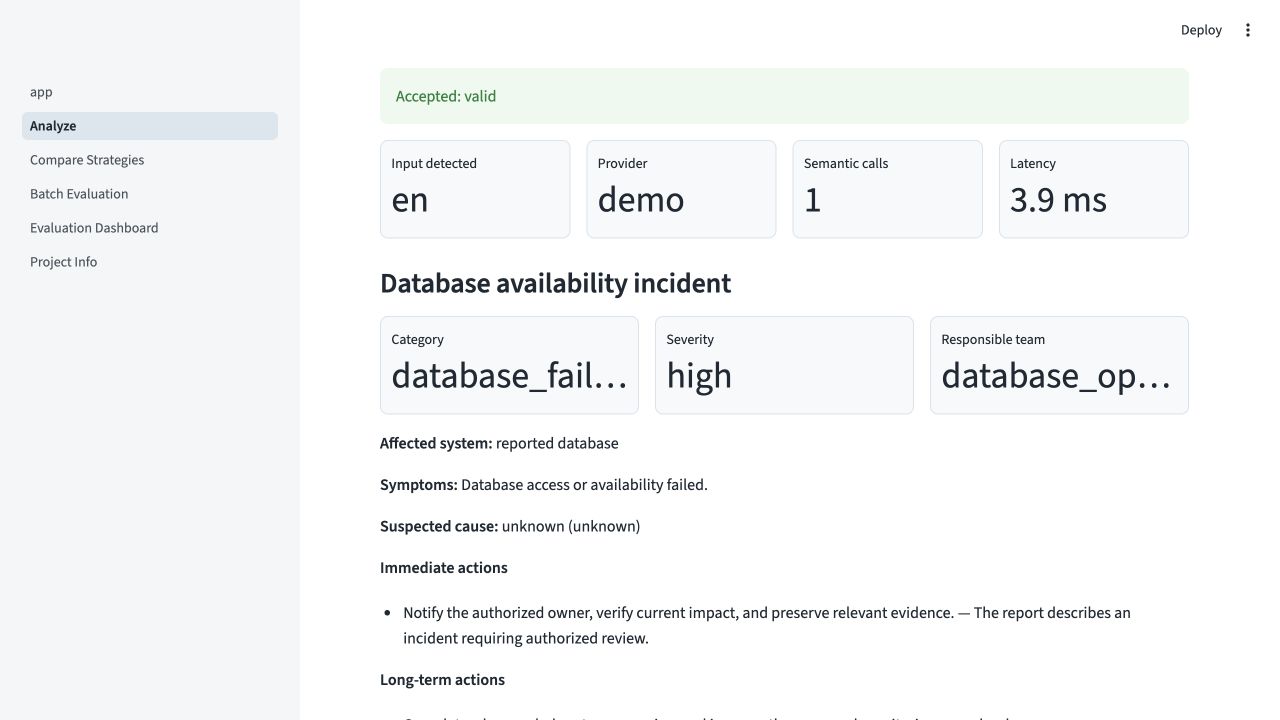 Deploy
app
Analyze
Compare Strategies
Batch Evaluation
Evaluation Dashboard
Project Info
Accepted: valid
Input detected
en
Provider
demo
Semantic calls
1
Latency
3.9 ms
Database availability incident
Category
database_fail…
Severity
high
Responsible team
database_op…
Affected system: reported database
Symptoms: Database access or availability failed.
Suspected cause: unknown (unknown)
Immediate actions
• Notify the authorized owner, verify current impact, and preserve relevant evidence. — The report describes an
incident requiring authorized review.
Long-term actions